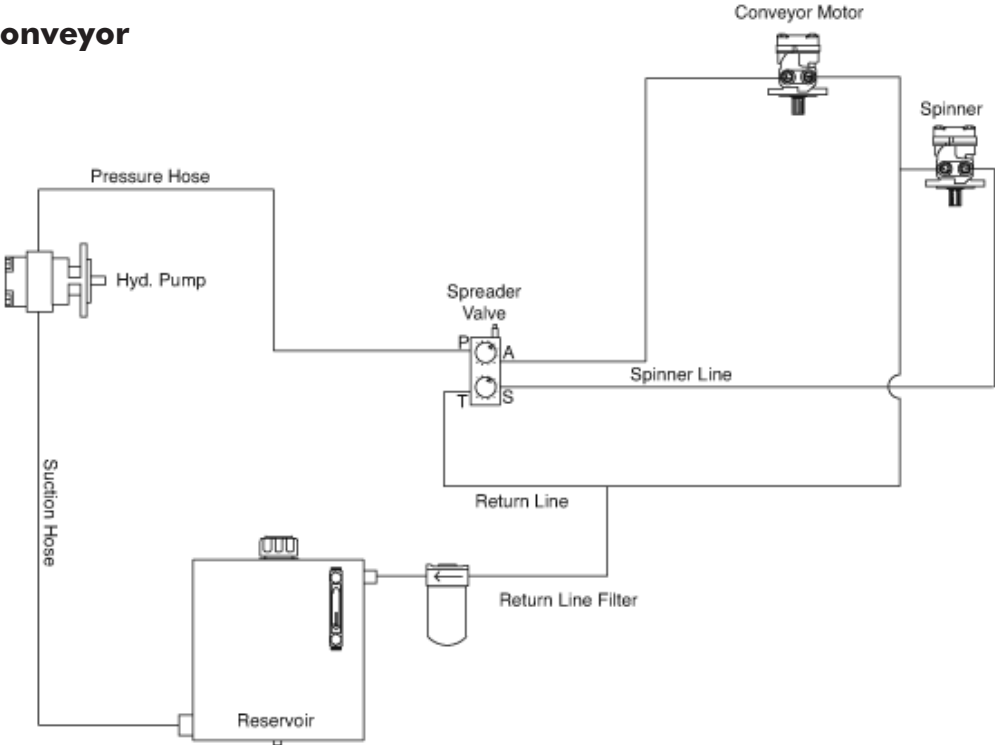 onveyor
Conveyor Motor
Spinner
Pressure Hose
Hyd. Pump
Spreader
Valve
P
A
Spinner Line
T
S
Suction Hose
Return Line
Return Line Filter
Reservoir